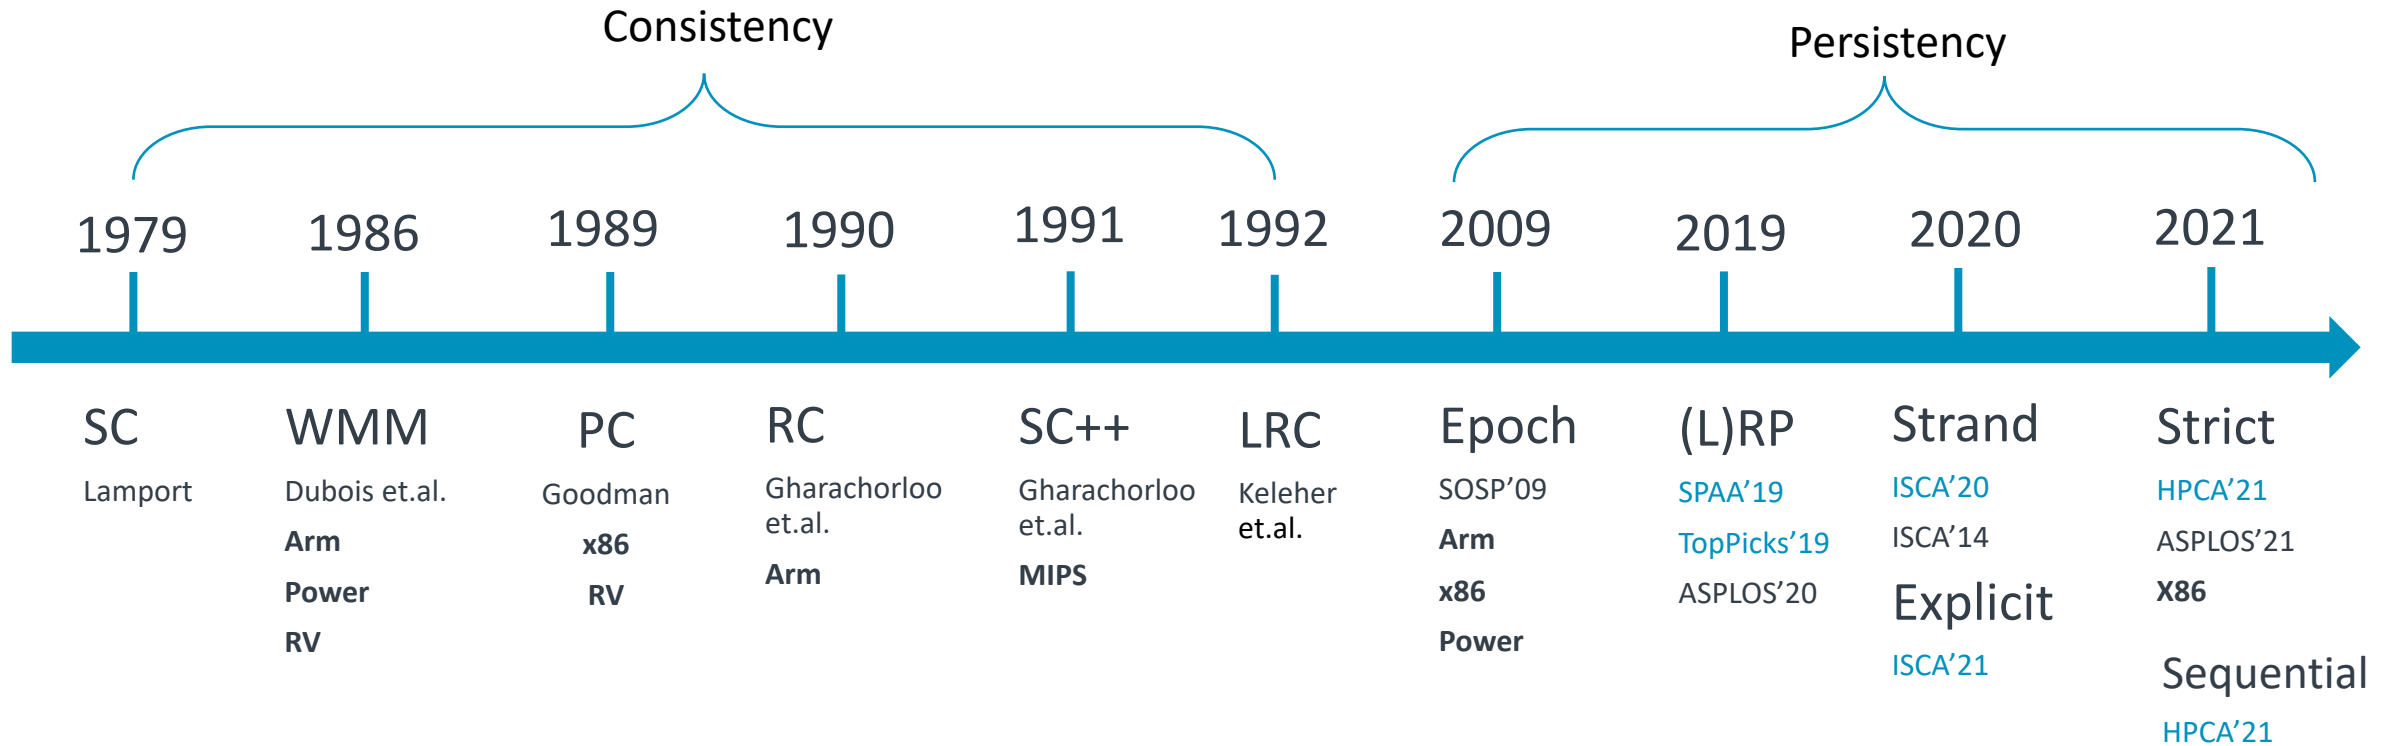 Consistency
Persistency
1979
1986
1989
1990
1991
1992
2009
2019
2020
2021
SC
Lamport
WMM
Dubois et.al.
Arm
Power
RV
PC
Goodman
x86
RV
RC
Gharachorloo
et.al.
Arm
SC++
Gharachorloo
et.al.
MIPS
LRC
Keleher
et.al.
Epoch
SOSP’09
Arm
x86
Power
(L)RP
SPAA’19
TopPicks’19
ASPLOS’20
Strand
ISCA’20
ISCA’14
Explicit
ISCA’21
Strict
HPCA’21
ASPLOS’21
X86
Sequential
HPCA’21